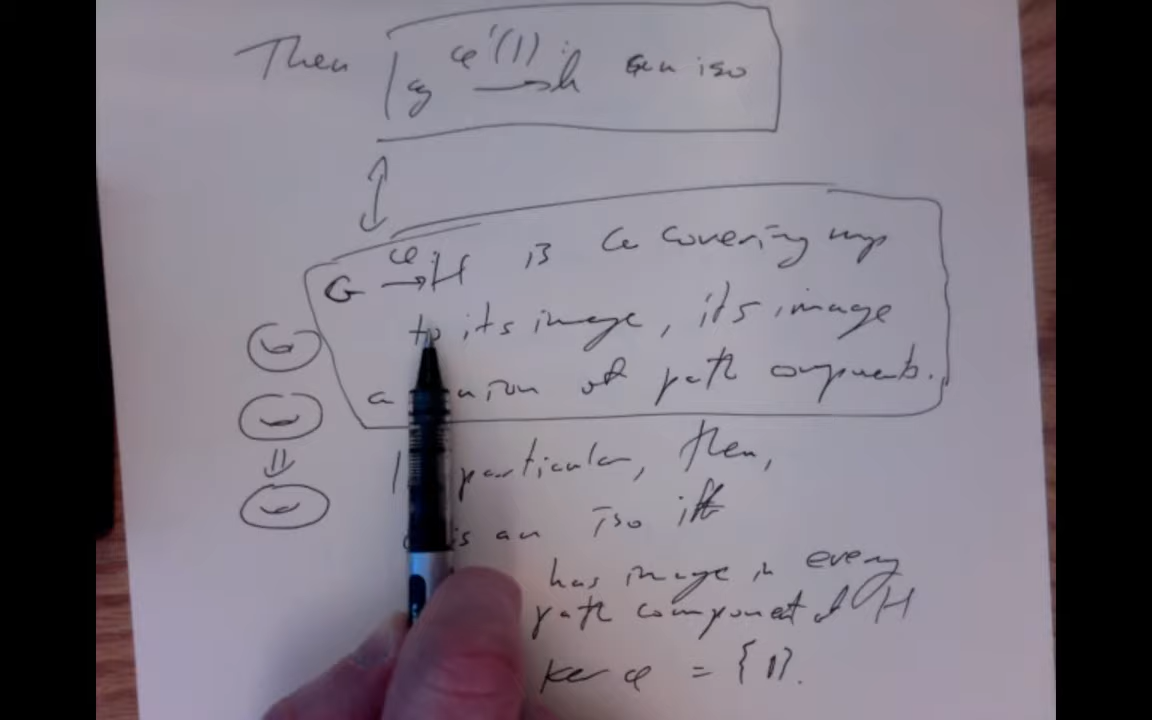 Then 𝔤 φ'(1)→ 𝔥 an iso
G φ→ H is a covering map
to its image, its image
a union of path components.
particular, then,
is an iso iff
has image in every
path component of H
ker φ = {1}.